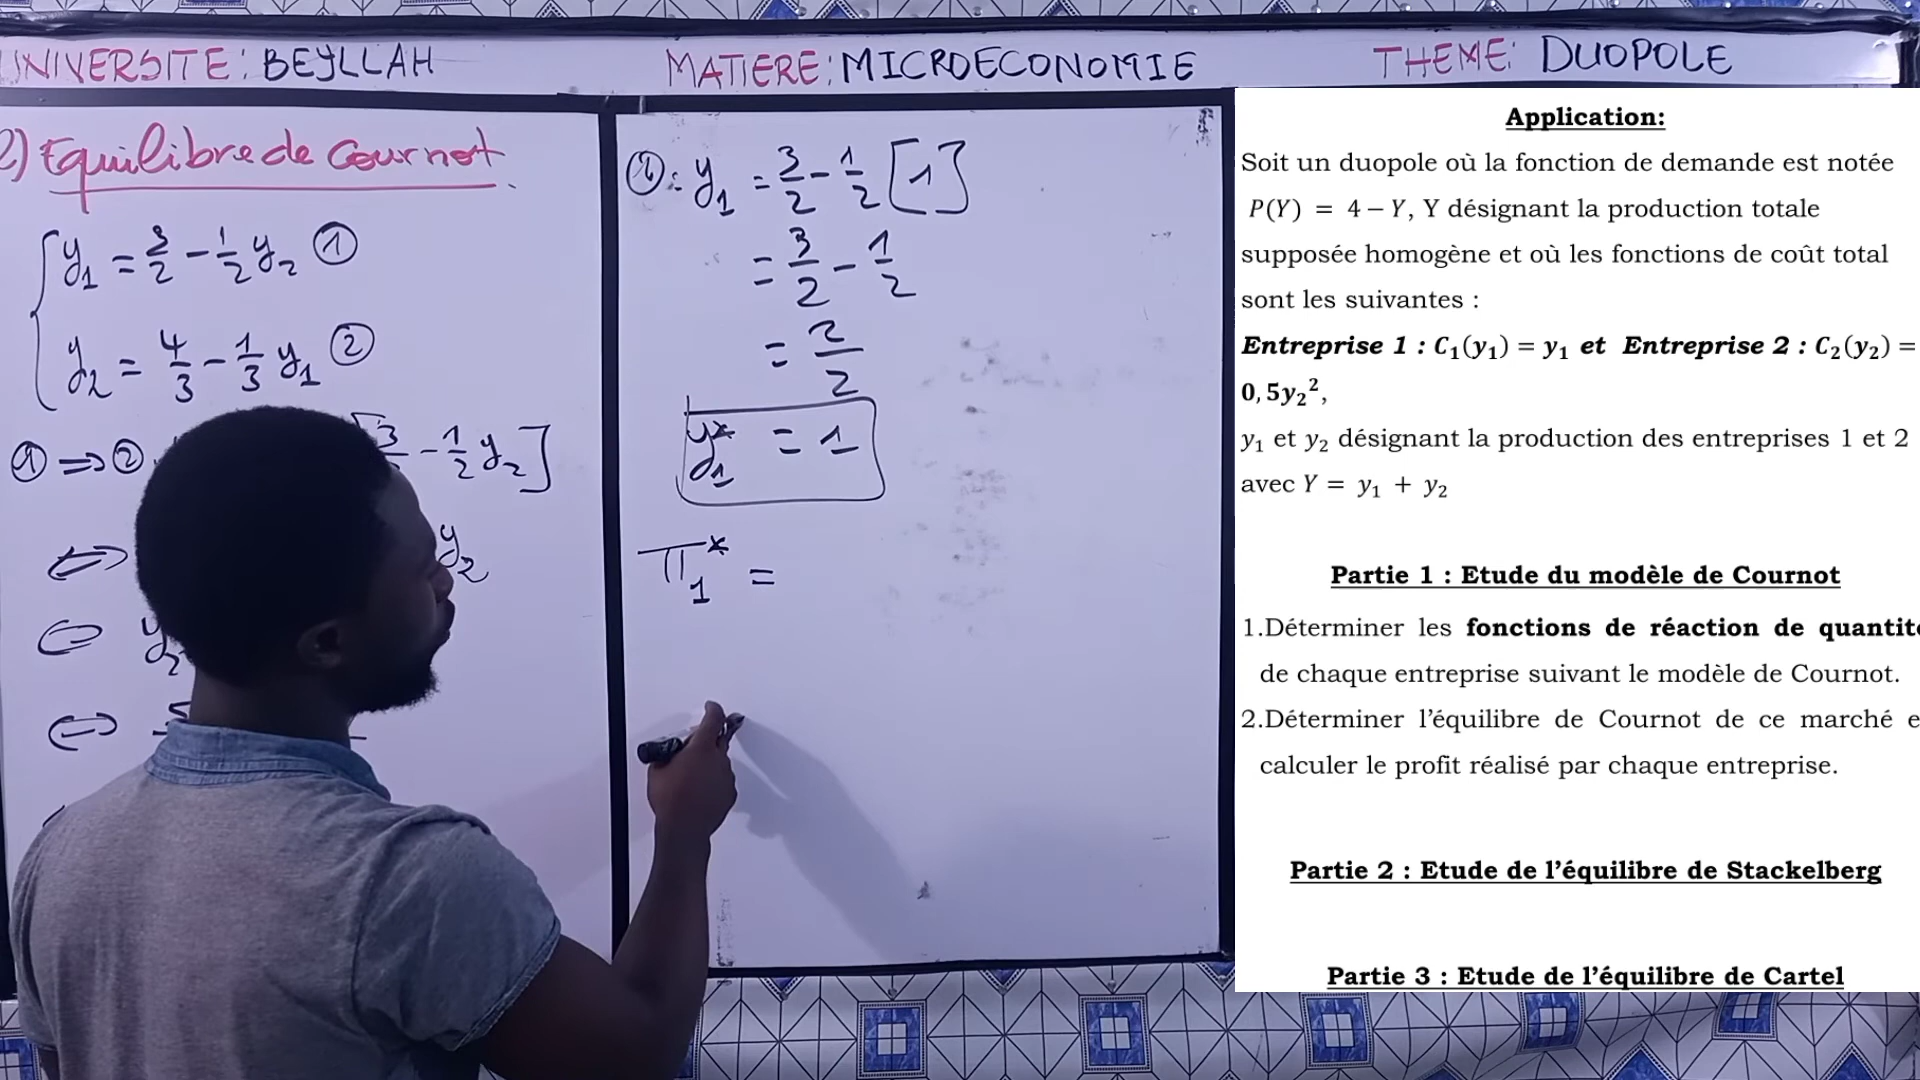 UNIVERSITE: BEYLLAH
MATIERE: MICROECONOMIE
THEME: DUOPOLE
2) Equilibre de Cournot
y₁ = 3/2 - 1/2 y₂ ①
y₂ = 4/3 - 1/3 y₁ ②
① ⇒ ②
- 1/2 y₂]
⇔ y₂
⇔ y₂
⇔ 5
①: y₁ = 3/2 - 1/2 [1]
= 3/2 - 1/2
= 2/2
y₁* = 1
π₁* =
Application:
Soit un duopole où la fonction de demande est notée
P(Y) = 4 – Y, Y désignant la production totale
supposée homogène et où les fonctions de coût total
sont les suivantes :
Entreprise 1 : C₁(y₁) = y₁ et Entreprise 2 : C₂(y₂) =
0, 5y₂²,
y₁ et y₂ désignant la production des entreprises 1 et 2
avec Y = y₁ + y₂
Partie 1 : Etude du modèle de Cournot
1.Déterminer les fonctions de réaction de quantité
de chaque entreprise suivant le modèle de Cournot.
2.Déterminer l'équilibre de Cournot de ce marché e
calculer le profit réalisé par chaque entreprise.
Partie 2 : Etude de l'équilibre de Stackelberg
Partie 3 : Etude de l'équilibre de Cartel